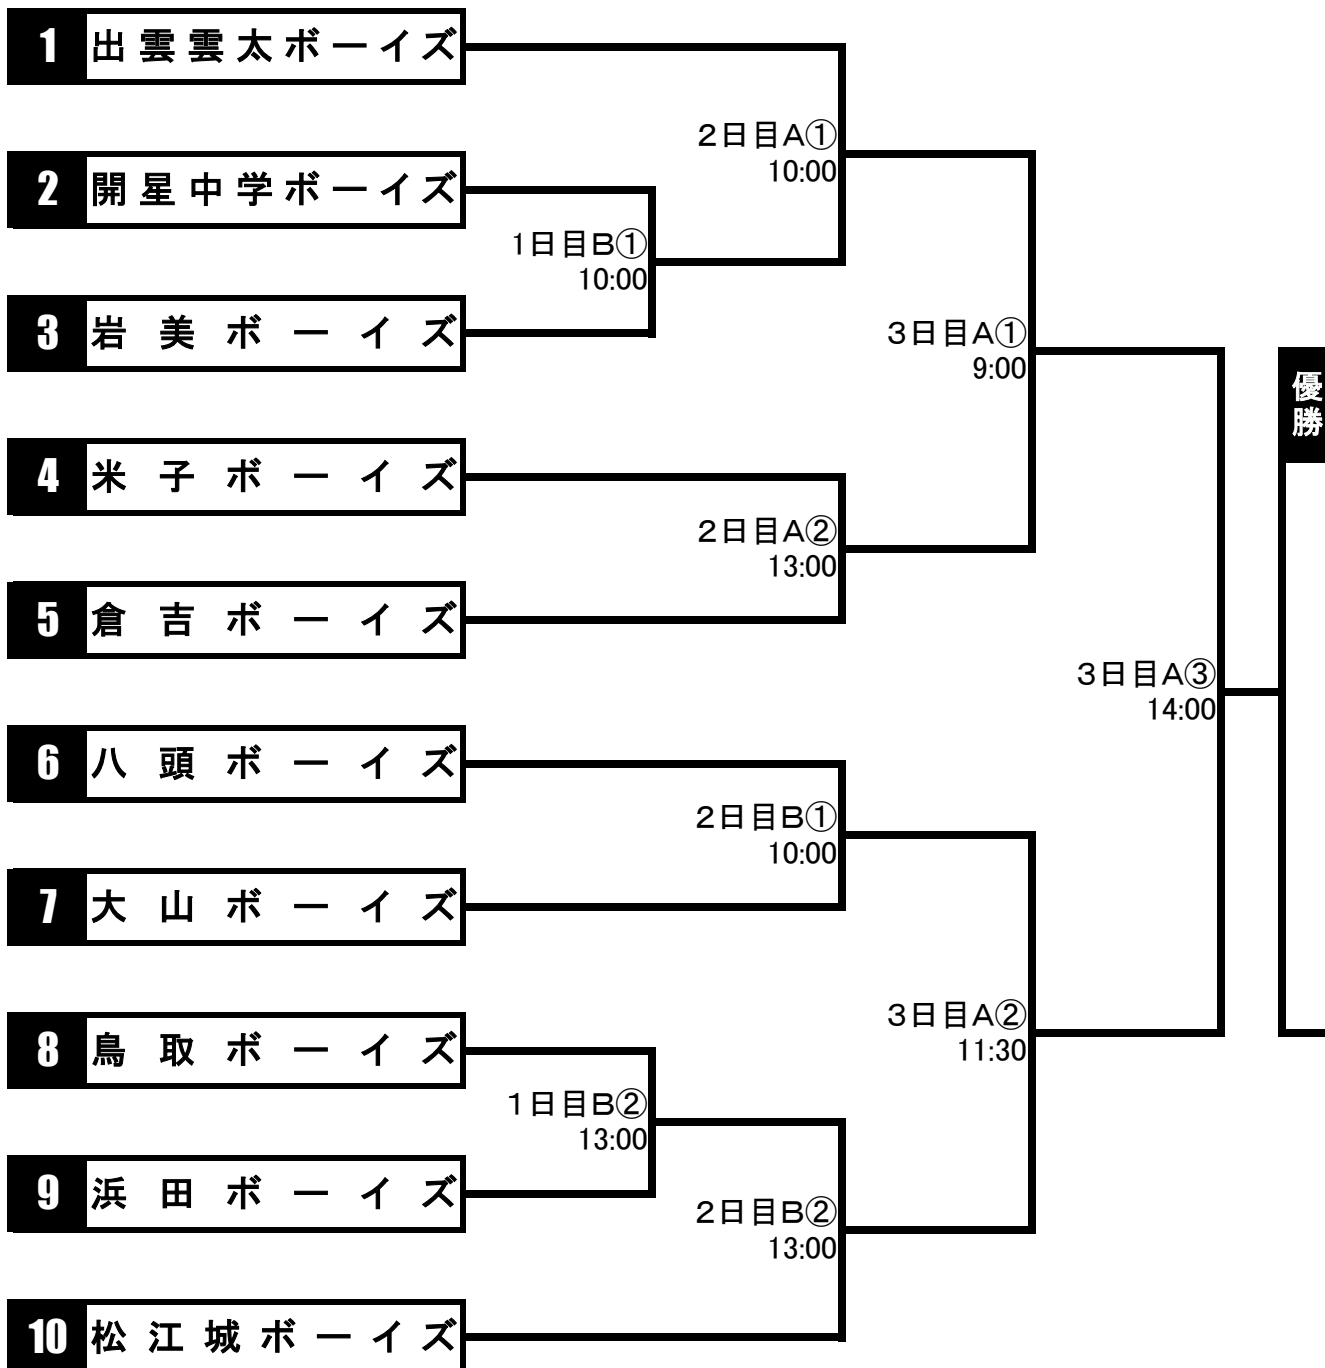 1 出雲雲太ボーイズ
2日目A①
10:00
2 開星中学ボーイズ
1日目B①
10:00
3 岩美ボーイズ
3日目A①
9:00
優勝
4 米子ボーイズ
2日目A②
13:00
5 倉吉ボーイズ
3日目A③
14:00
6 八頭ボーイズ
2日目B①
10:00
7 大山ボーイズ
3日目A②
11:30
8 鳥取ボーイズ
1日目B②
13:00
9 浜田ボーイズ
2日目B②
13:00
10 松江城ボーイズ